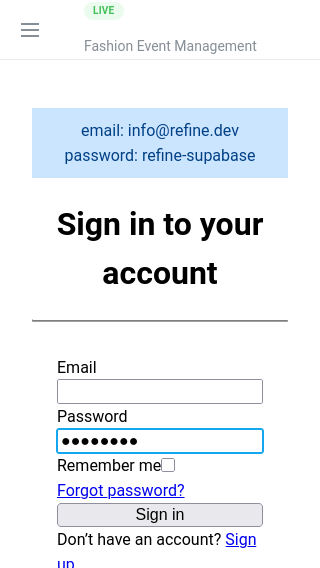 LIVE
Fashion Event Management
email: info@refine.dev
password: refine-supabase
Sign in to your
account
Email
Password
●●●●●●●●
Remember me
Forgot password?
Sign in
Don’t have an account? Sign
up